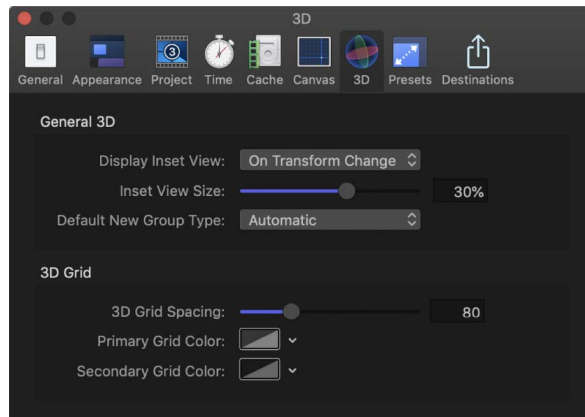 3D
3
General Appearance Project Time Cache Canvas 3D Presets Destinations
General 3D
Display Inset View: On Transform Change
Inset View Size: 30%
Default New Group Type: Automatic
3D Grid
3D Grid Spacing: 80
Primary Grid Color:
Secondary Grid Color: